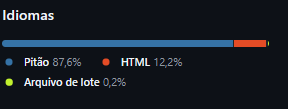 Idiomas
Pitão 87,6%
HTML 12,2%
Arquivo de lote 0,2%